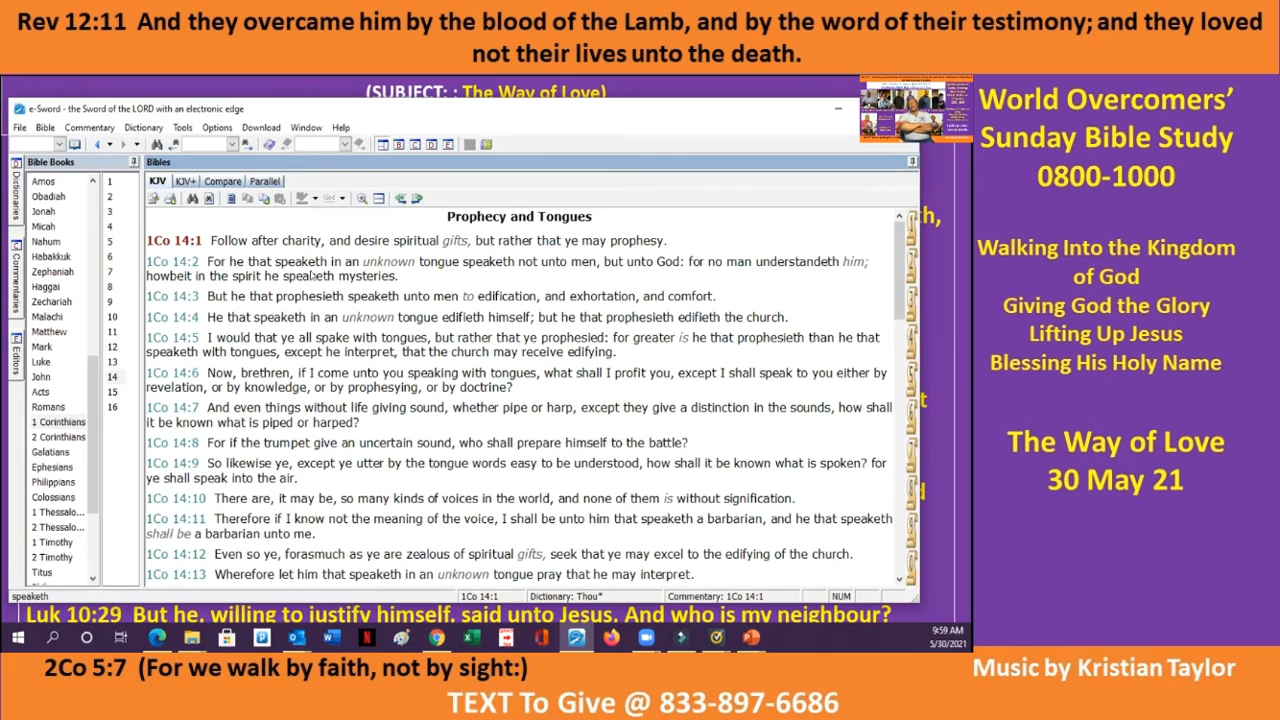 Rev 12:11 And they overcame him by the blood of the Lamb, and by the word of their testimony; and they loved
not their lives unto the death.
(SUBJECT: : The Way of Love)
e-Sword - the Sword of the LORD with an electronic edge
File Bible Commentary Dictionary Tools Options Download Window Help
B C D E
Bible Books
Dictionaries
Commentaries
Editors
Amos 1
Obadiah 2
Jonah 3
Micah 4
Nahum 5
Habakkuk 6
Zephaniah 7
Haggai 8
Zechariah 9
Malachi 10
Matthew 11
Mark 12
Luke 13
John 14
Acts 15
Romans 16
1 Corinthians
2 Corinthians
Galatians
Ephesians
Philippians
Colossians
1 Thessalo...
2 Thessalo...
1 Timothy
2 Timothy
Titus
Bibles
KJV KJV+ Compare Parallel
Prophecy and Tongues
1Co 14:1 Follow after charity, and desire spiritual gifts, but rather that ye may prophesy.
1Co 14:2 For he that speaketh in an unknown tongue speaketh not unto men, but unto God: for no man understandeth him;
howbeit in the spirit he speaketh mysteries.
1Co 14:3 But he that prophesieth speaketh unto men to edification, and exhortation, and comfort.
1Co 14:4 He that speaketh in an unknown tongue edifieth himself; but he that prophesieth edifieth the church.
1Co 14:5 I would that ye all spake with tongues, but rather that ye prophesied: for greater is he that prophesieth than he that
speaketh with tongues, except he interpret, that the church may receive edifying.
1Co 14:6 Now, brethren, if I come unto you speaking with tongues, what shall I profit you, except I shall speak to you either by
revelation, or by knowledge, or by prophesying, or by doctrine?
1Co 14:7 And even things without life giving sound, whether pipe or harp, except they give a distinction in the sounds, how shall
it be known what is piped or harped?
1Co 14:8 For if the trumpet give an uncertain sound, who shall prepare himself to the battle?
1Co 14:9 So likewise ye, except ye utter by the tongue words easy to be understood, how shall it be known what is spoken? for
ye shall speak into the air.
1Co 14:10 There are, it may be, so many kinds of voices in the world, and none of them is without signification.
1Co 14:11 Therefore if I know not the meaning of the voice, I shall be unto him that speaketh a barbarian, and he that speaketh
shall be a barbarian unto me.
1Co 14:12 Even so ye, forasmuch as ye are zealous of spiritual gifts, seek that ye may excel to the edifying of the church.
1Co 14:13 Wherefore let him that speaketh in an unknown tongue pray that he may interpret.
speaketh 1Co 14:1 Dictionary: Thou* Commentary: 1Co 14:1 NUM
Luk 10:29 But he, willing to justify himself, said unto Jesus, And who is my neighbour?
9:59 AM
5/30/2021
World Overcomers'
Sunday Bible Study
0800-1000
Walking Into the Kingdom
of God
Giving God the Glory
Lifting Up Jesus
Blessing His Holy Name
The Way of Love
30 May 21
2Co 5:7 (For we walk by faith, not by sight:)
Music by Kristian Taylor
TEXT To Give @ 833-897-6686